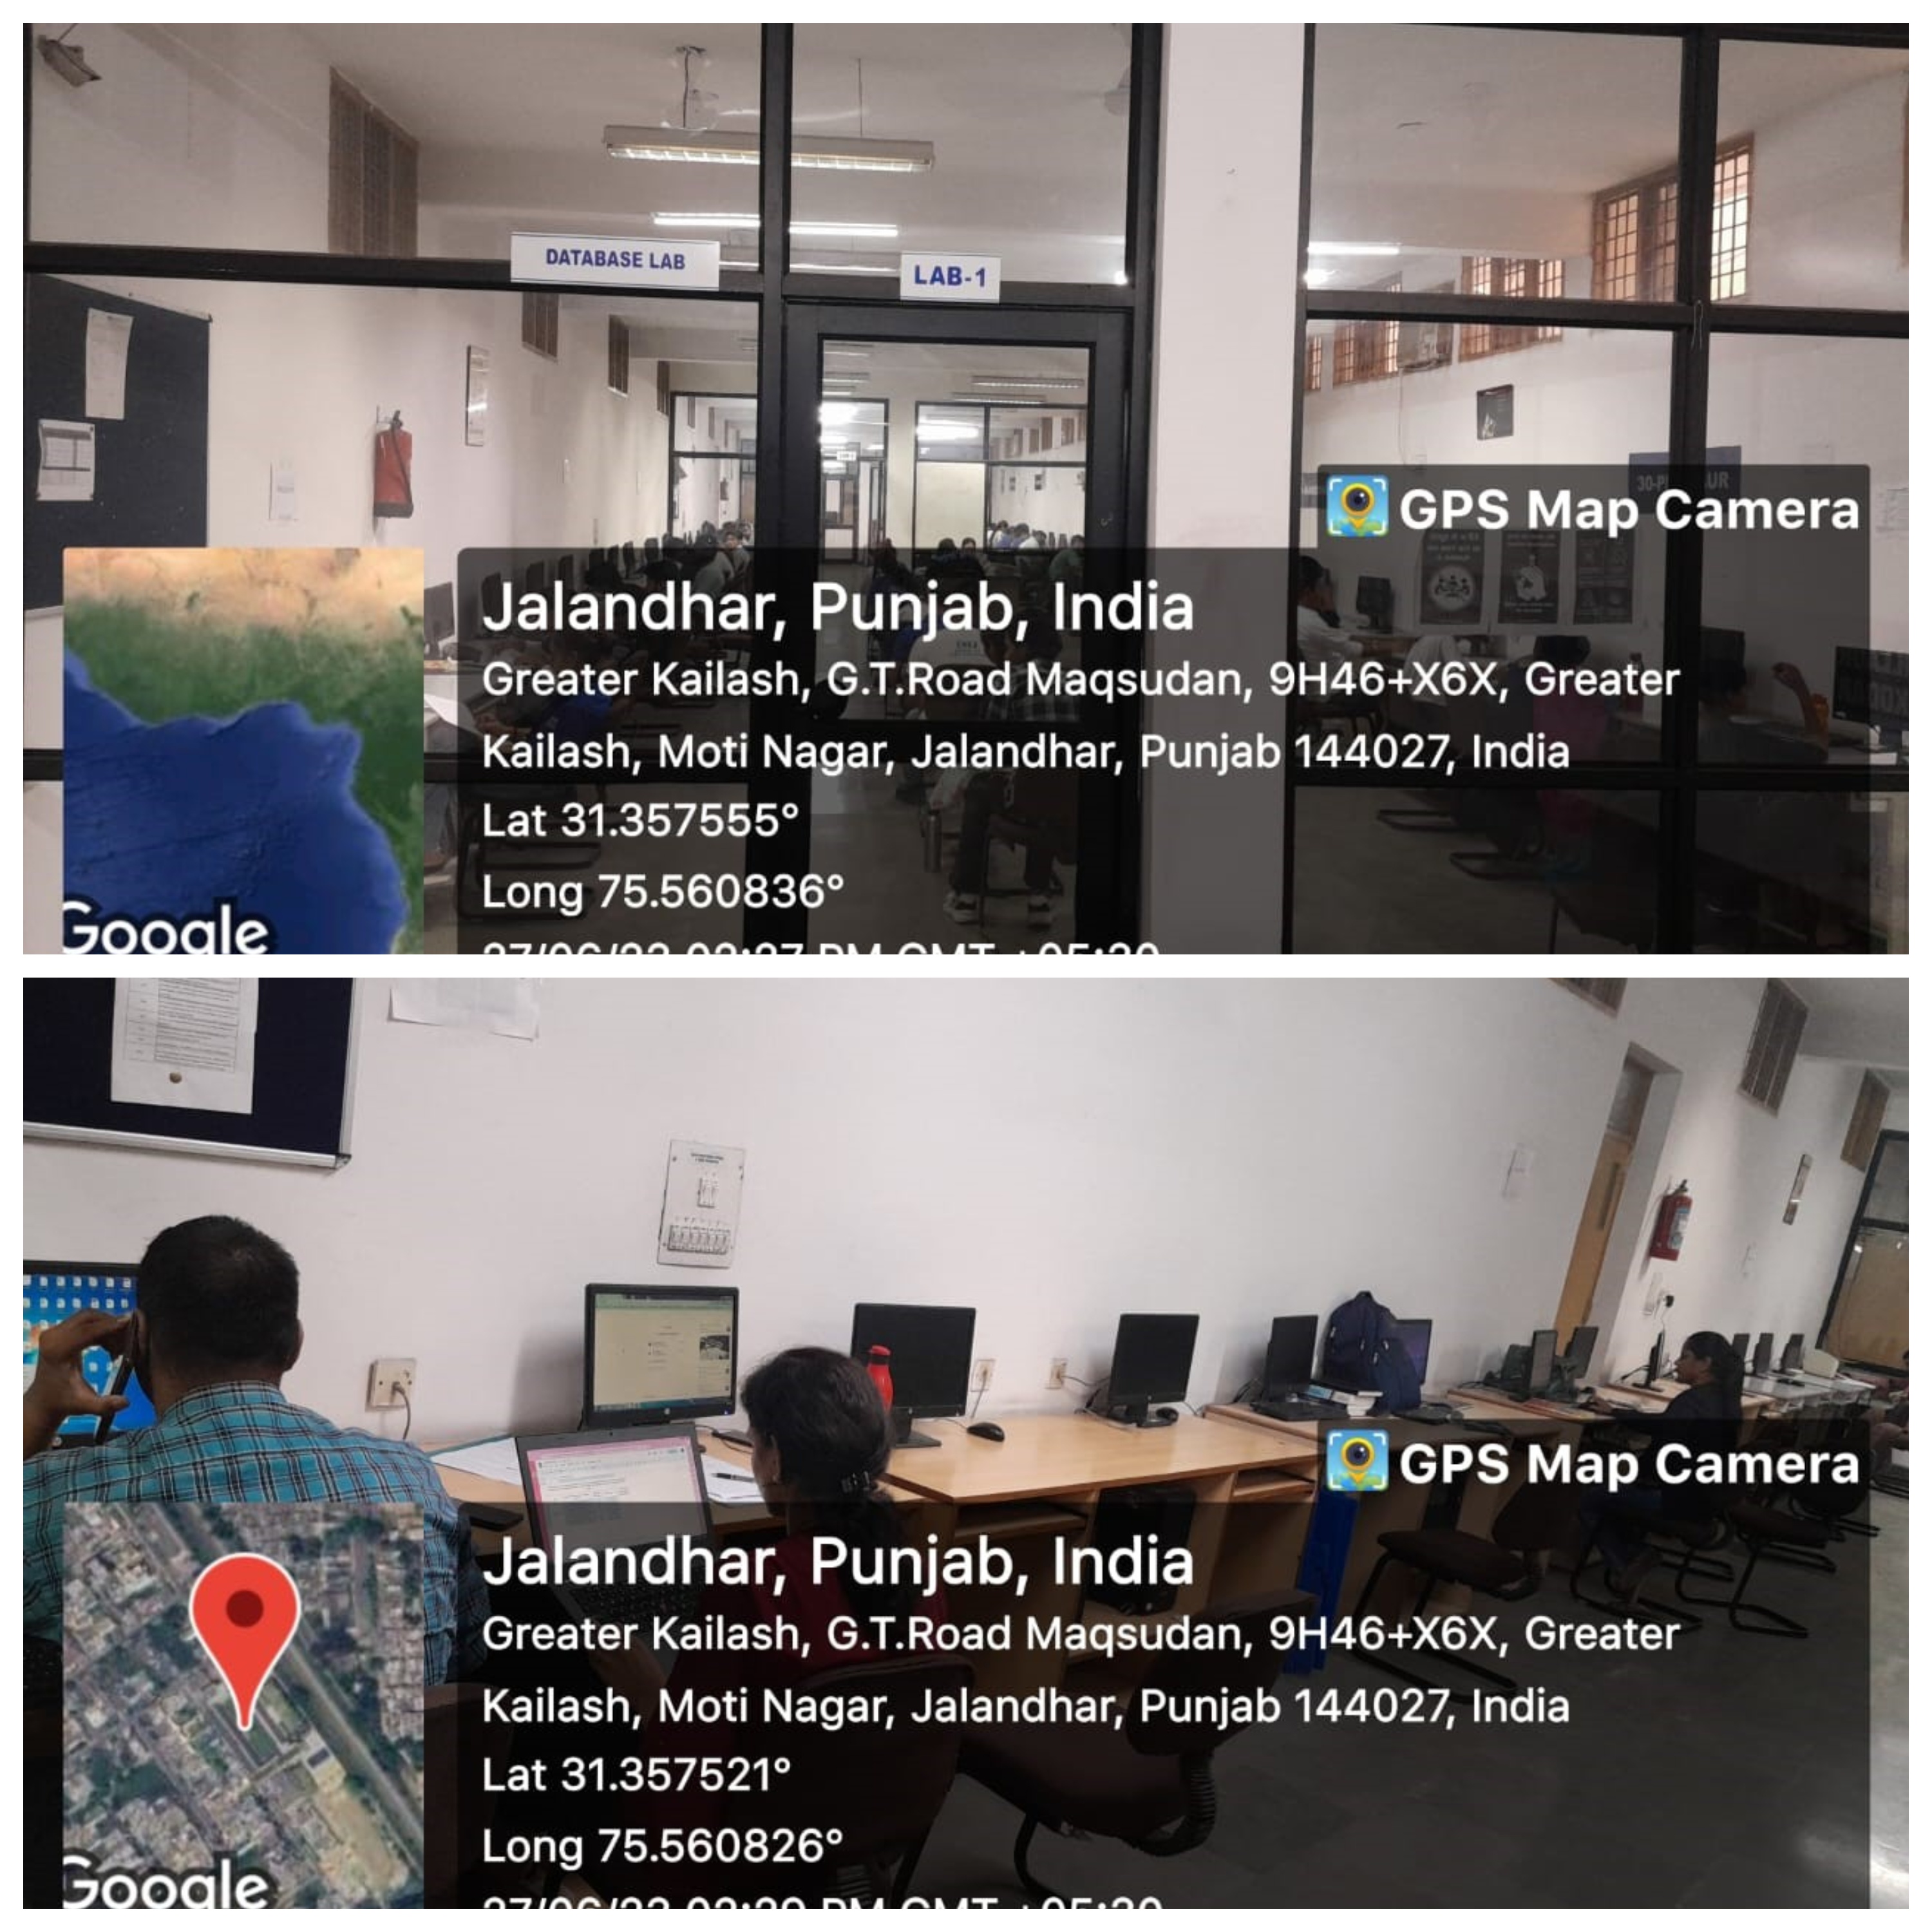 DATABASE LAB
LAB-1
GPS Map Camera
Jalandhar, Punjab, India
Greater Kailash, G.T.Road Maqsudan, 9H46+X6X, Greater
Kailash, Moti Nagar, Jalandhar, Punjab 144027, India
Lat 31.357555°
Long 75.560836°
Google
GPS Map Camera
Jalandhar, Punjab, India
Greater Kailash, G.T.Road Maqsudan, 9H46+X6X, Greater
Kailash, Moti Nagar, Jalandhar, Punjab 144027, India
Lat 31.357521°
Long 75.560826°
Google